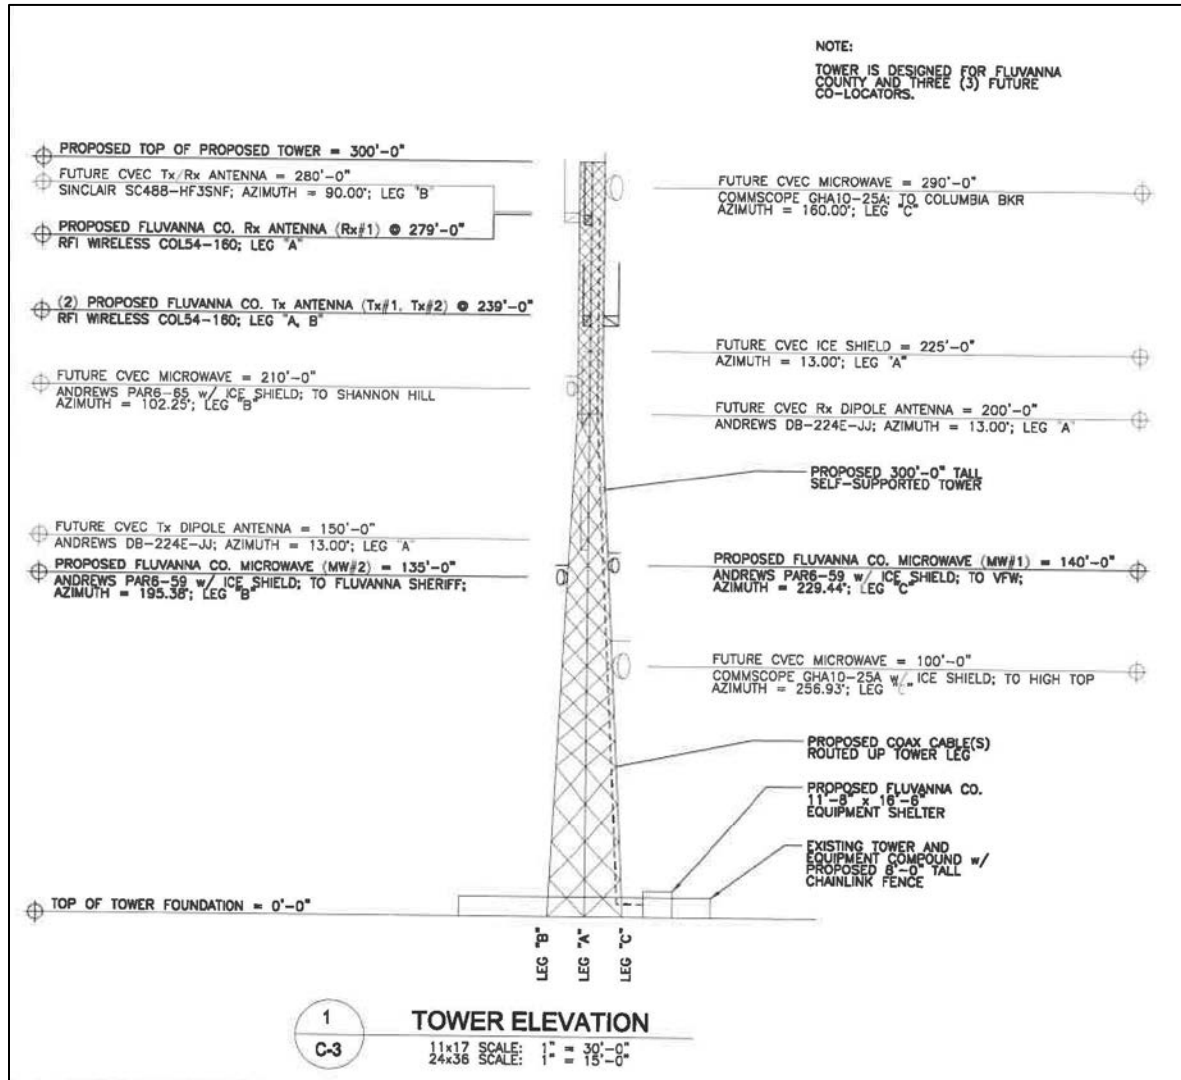 NOTE:
TOWER IS DESIGNED FOR FLUVANNA
COUNTY AND THREE (3) FUTURE
CO-LOCATORS.
PROPOSED TOP OF PROPOSED TOWER = 300'-0"
FUTURE CVEC Tx/Rx ANTENNA = 280'-0"
SINCLAIR SC488-HF3SNF; AZIMUTH = 90.00°; LEG "B"
PROPOSED FLUVANNA CO. Rx ANTENNA (Rx#1) @ 279'-0"
RFI WIRELESS COL54-160; LEG "A"
(2) PROPOSED FLUVANNA CO. Tx ANTENNA (Tx#1, Tx#2) @ 239'-0"
RFI WIRELESS COL54-160; LEG "A, B"
FUTURE CVEC MICROWAVE = 210'-0"
ANDREWS PAR6-65 w/ ICE SHIELD; TO SHANNON HILL
AZIMUTH = 102.25°; LEG "B"
FUTURE CVEC Tx DIPOLE ANTENNA = 150'-0"
ANDREWS DB-224E-JJ; AZIMUTH = 13.00°; LEG "A"
PROPOSED FLUVANNA CO. MICROWAVE (MW#2) = 135'-0"
ANDREWS PAR6-59 w/ ICE SHIELD; TO FLUVANNA SHERIFF;
AZIMUTH = 195.38°; LEG "B"
TOP OF TOWER FOUNDATION = 0'-0"
FUTURE CVEC MICROWAVE = 290'-0"
COMMSCOPE GHA10-25A; TO COLUMBIA BKR
AZIMUTH = 160.00°; LEG "C"
FUTURE CVEC ICE SHIELD = 225'-0"
AZIMUTH = 13.00°; LEG "A"
FUTURE CVEC Rx DIPOLE ANTENNA = 200'-0"
ANDREWS DB-224E-JJ; AZIMUTH = 13.00°; LEG "A"
PROPOSED 300'-0" TALL
SELF-SUPPORTED TOWER
PROPOSED FLUVANNA CO. MICROWAVE (MW#1) = 140'-0"
ANDREWS PAR6-59 w/ ICE SHIELD; TO VFW;
AZIMUTH = 229.44°; LEG "C"
FUTURE CVEC MICROWAVE = 100'-0"
COMMSCOPE GHA10-25A w/ ICE SHIELD; TO HIGH TOP
AZIMUTH = 256.93°; LEG "C"
PROPOSED COAX CABLE(S)
ROUTED UP TOWER LEG
PROPOSED FLUVANNA CO.
11'-8" x 16'-6"
EQUIPMENT SHELTER
EXISTING TOWER AND
EQUIPMENT COMPOUND w/
PROPOSED 8'-0" TALL
CHAINLINK FENCE
LEG "B"
LEG "A"
LEG "C"
1
C-3
TOWER ELEVATION
11x17 SCALE: 1" = 30'-0"
24x36 SCALE: 1" = 15'-0"